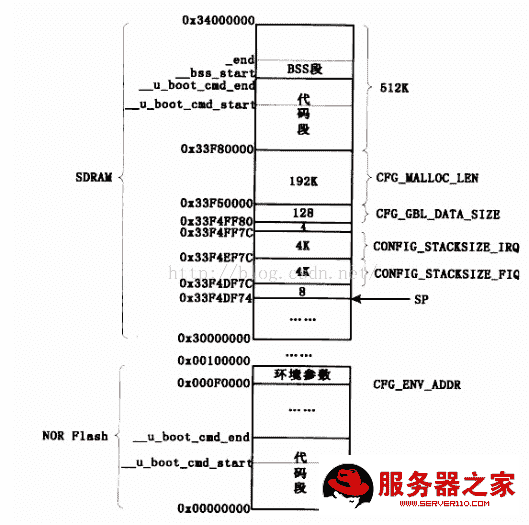 0x34000000
_end
__bss_start
BSS段
__u_boot_cmd_end
__u_boot_cmd_start
代码段
512K
0x33F80000
SDRAM
192K
CFG_MALLOC_LEN
0x33F50000
128
CFG_GBL_DATA_SIZE
0x33F4FF80
4
0x33F4FF7C
4K
CONFIG_STACKSIZE_IRQ
0x33F4EF7C
http://blog.csdn.net/
4K
CONFIG_STACKSIZE_FIQ
0x33F4DF7C
8
0x33F4DF74
SP
……
0x30000000
……
0x00100000
环境参数
0x000F0000
CFG_ENV_ADDR
……
NOR Flash
__u_boot_cmd_end
__u_boot_cmd_start
代码段
0x00000000
服务器之家
WWW.SERVER110.COM